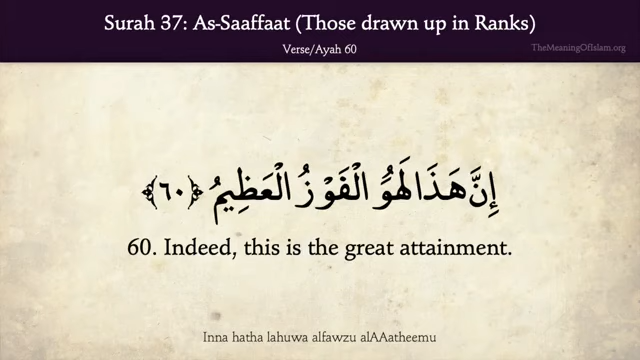 Surah 37: As-Saaffaat (Those drawn up in Ranks)
Verse/Ayah 60
TheMeaningOfIslam.org
إِنَّ هَذَا لَهُوَ الْفَوْزُ الْعَظِيمُ ﴿٦٠﴾
60. Indeed, this is the great attainment.
Inna hatha lahuwa alfawzu alAAatheemu